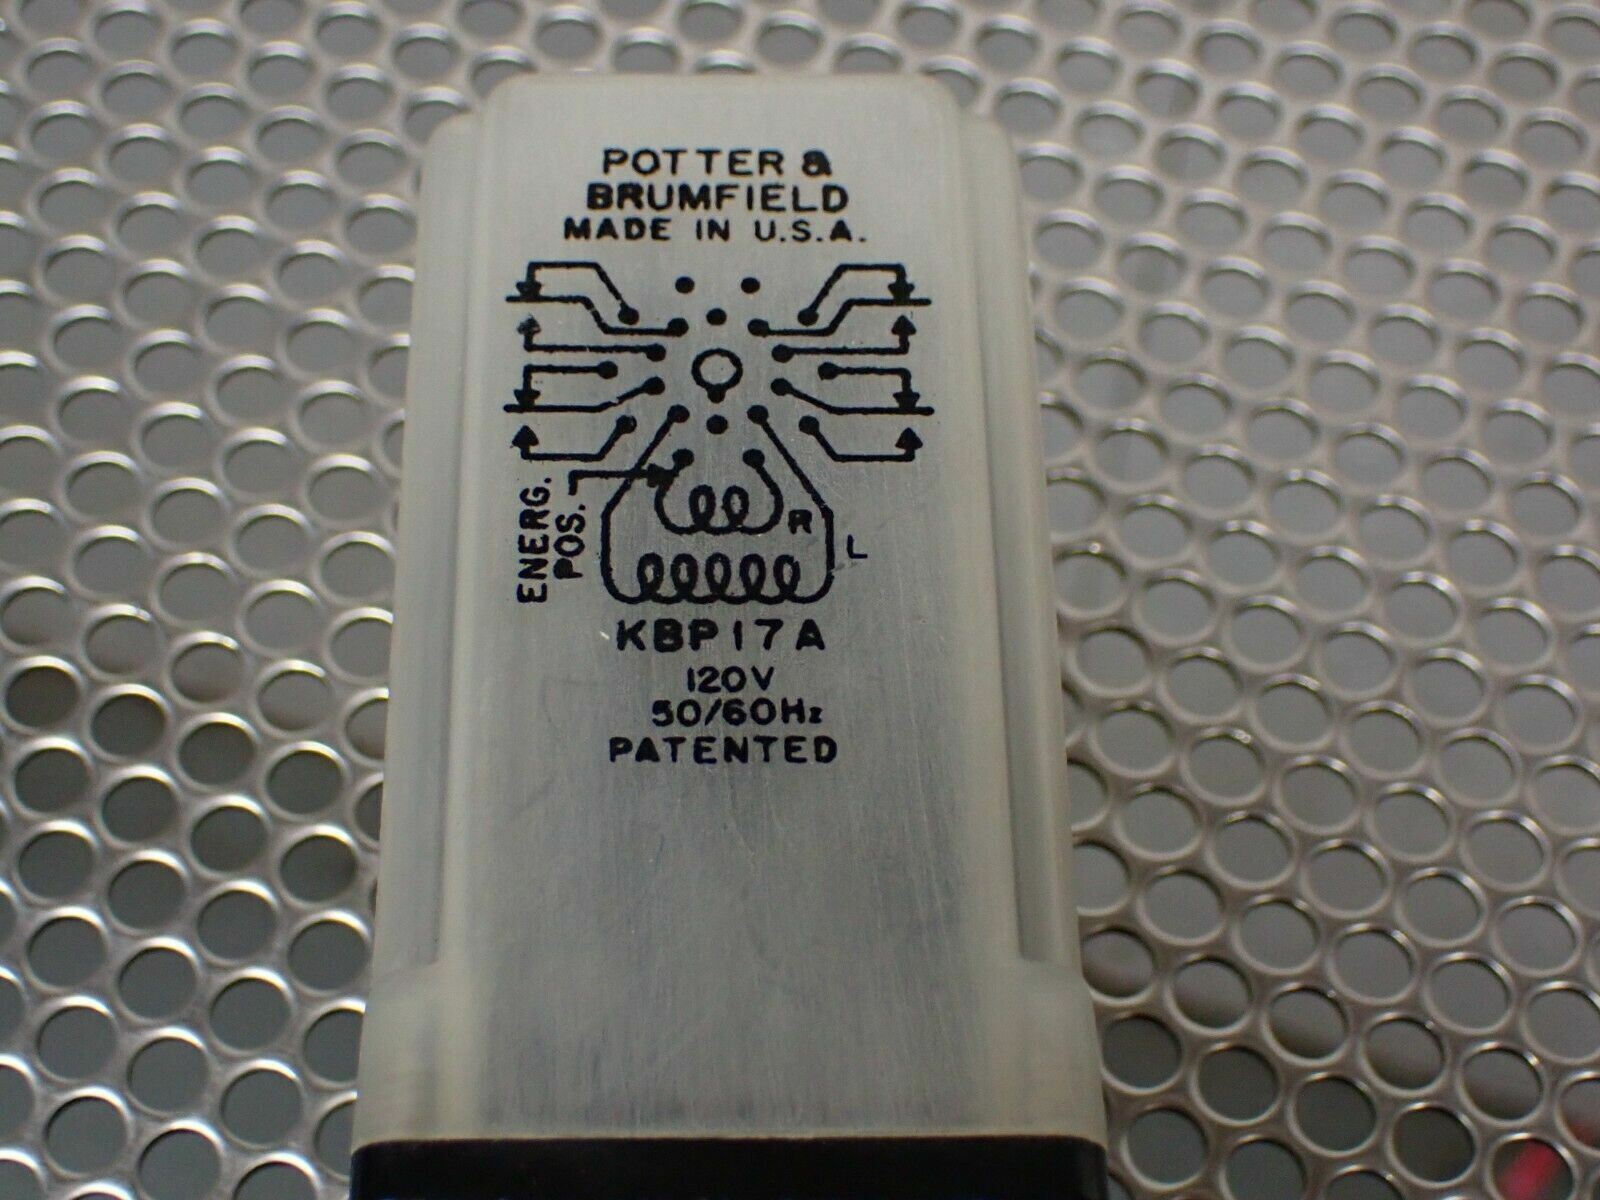 POTTER &
BRUMFIELD
MADE IN U.S.A.
ENERG.
POS.
R
L
KBP17A
120V
50/60Hz
PATENTED